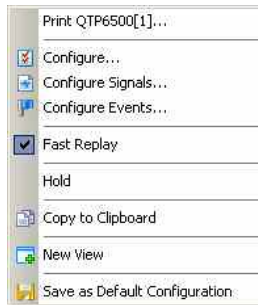 Print QTP6500[1]...
Configure...
Configure Signals...
Configure Events...
Fast Replay
Hold
Copy to Clipboard
New View
Save as Default Configuration